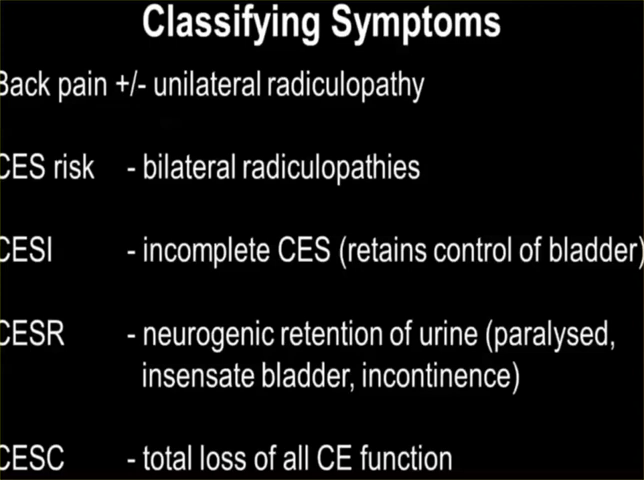 Classifying Symptoms
Back pain +/- unilateral radiculopathy
CES risk - bilateral radiculopathies
CESI - incomplete CES (retains control of bladder)
CESR - neurogenic retention of urine (paralysed,
insensate bladder, incontinence)
CESC - total loss of all CE function